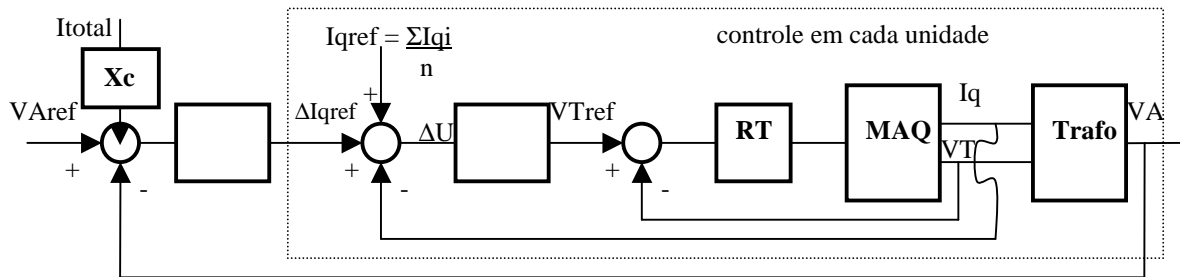 Itotal
Iqref = ΣIqi
n
controle em cada unidade
Xc
VAref
+
-
ΔIqref
+
+
-
ΔU
VTref
+
-
RT
MAQ
Iq
VT
Trafo
VA